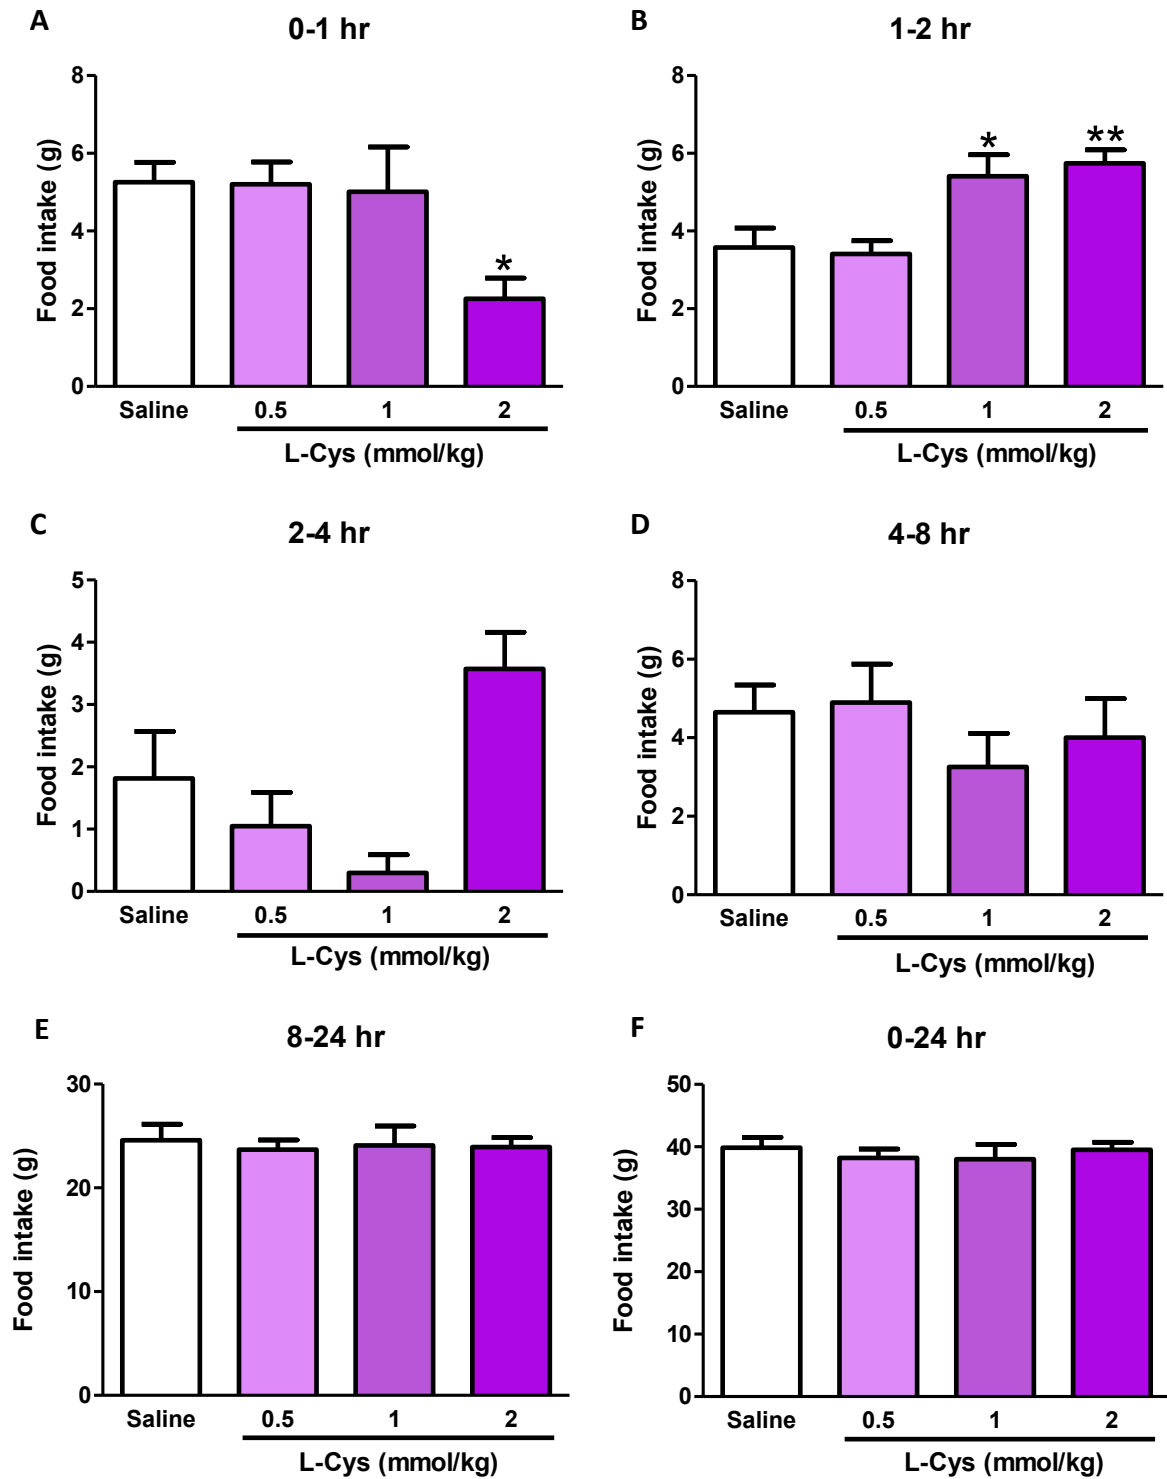 A
0-1 hr
8
6
4
2
0
Food intake (g)
*
Saline 0.5 1 2
L-Cys (mmol/kg)
B
1-2 hr
8
6
4
2
0
Food intake (g)
*
**
Saline 0.5 1 2
L-Cys (mmol/kg)
C
2-4 hr
5
4
3
2
1
0
Food intake (g)
Saline 0.5 1 2
L-Cys (mmol/kg)
D
4-8 hr
8
6
4
2
0
Food intake (g)
Saline 0.5 1 2
L-Cys (mmol/kg)
E
8-24 hr
30
20
10
0
Food intake (g)
Saline 0.5 1 2
L-Cys (mmol/kg)
F
0-24 hr
50
40
30
20
10
0
Food intake (g)
Saline 0.5 1 2
L-Cys (mmol/kg)